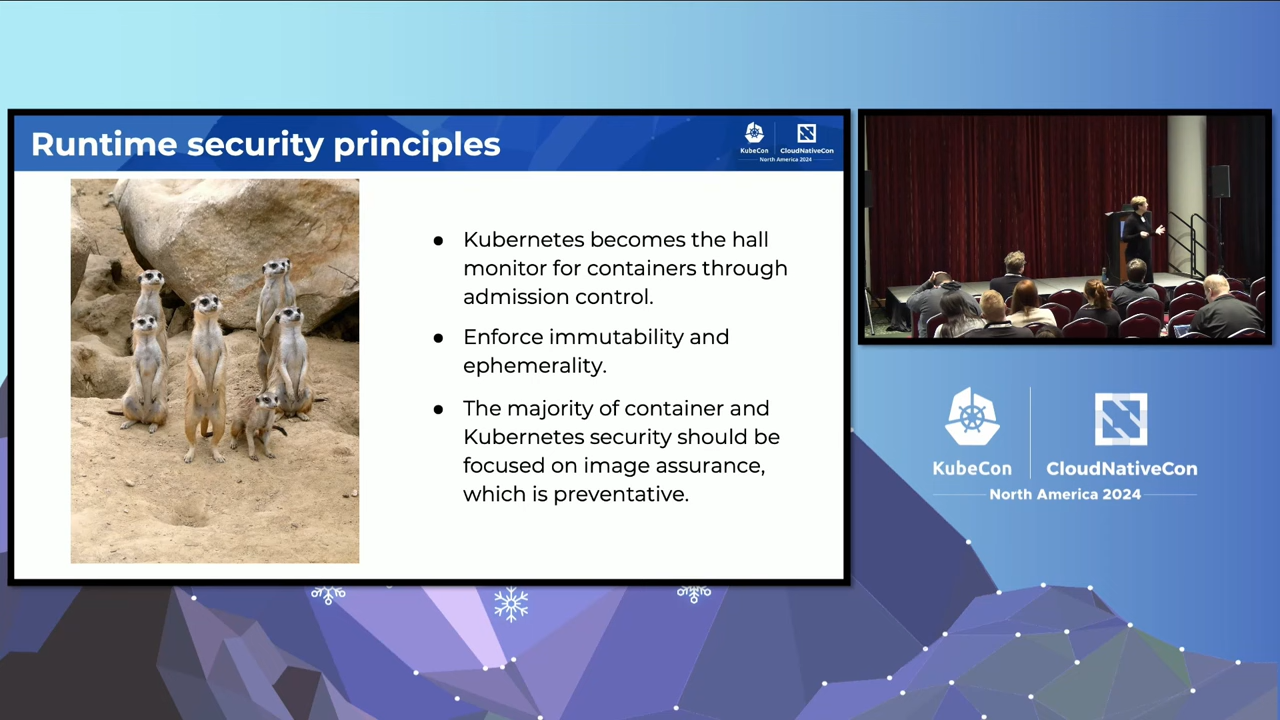 Runtime security principles
KubeCon
CloudNativeCon
North America 2024
● Kubernetes becomes the hall
monitor for containers through
admission control.
● Enforce immutability and
ephemerality.
● The majority of container and
Kubernetes security should be
focused on image assurance,
which is preventative.
KubeCon
CloudNativeCon
North America 2024